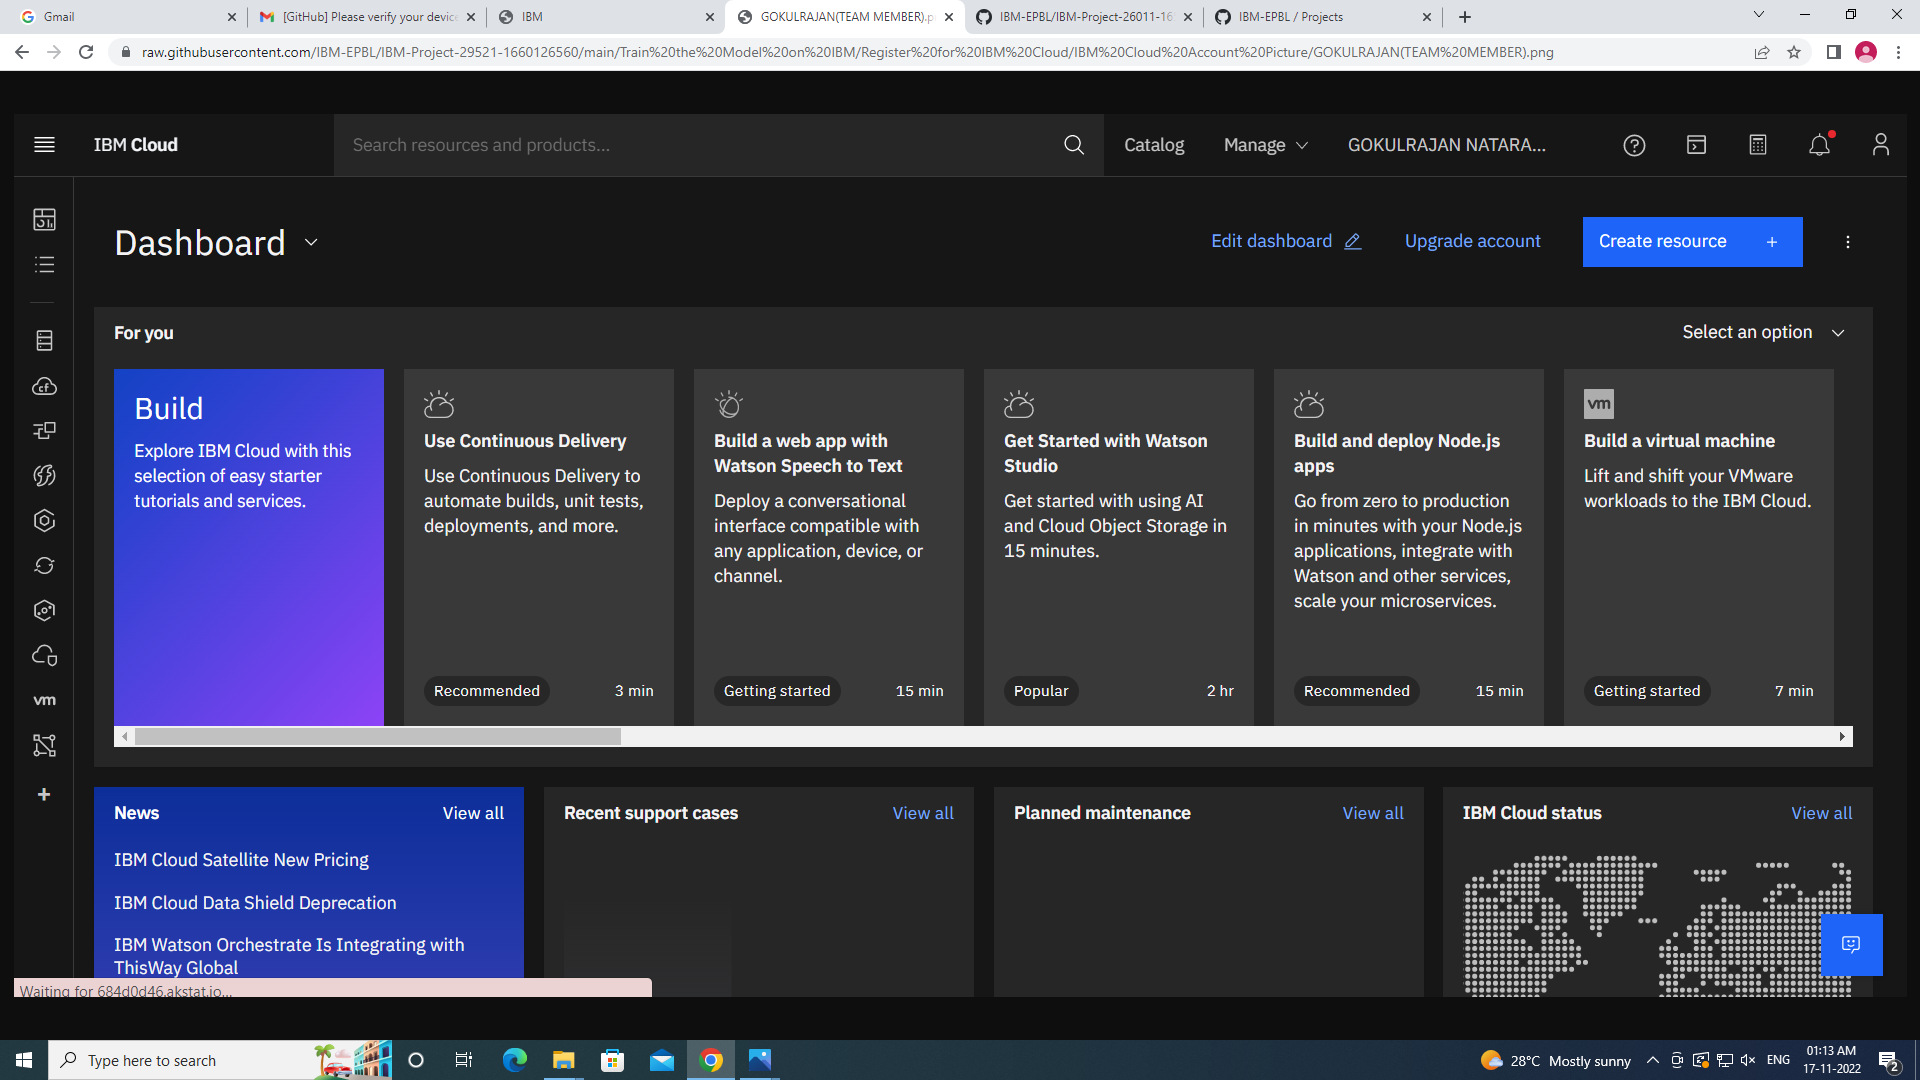 Gmail
[GitHub] Please verify your device
IBM
GOKULRAJAN(TEAM MEMBER).p
IBM-EPBL/IBM-Project-26011-16
IBM-EPBL / Projects
raw.githubusercontent.com/IBM-EPBL/IBM-Project-29521-1660126560/main/Train%20the%20Model%20on%20IBM/Register%20for%20IBM%20Cloud/IBM%20Cloud%20Account%20Picture/GOKULRAJAN(TEAM%20MEMBER).png
IBM Cloud
Search resources and products...
Catalog
Manage
GOKULRAJAN NATARA...
Dashboard
Edit dashboard
Upgrade account
Create resource +
For you
Select an option
Build
Explore IBM Cloud with this
selection of easy starter
tutorials and services.
Use Continuous Delivery
Use Continuous Delivery to
automate builds, unit tests,
deployments, and more.
Recommended
3 min
Build a web app with
Watson Speech to Text
Deploy a conversational
interface compatible with
any application, device, or
channel.
Getting started
15 min
Get Started with Watson
Studio
Get started with using AI
and Cloud Object Storage in
15 minutes.
Popular
2 hr
Build and deploy Node.js
apps
Go from zero to production
in minutes with your Node.js
applications, integrate with
Watson and other services,
scale your microservices.
Recommended
15 min
vm
Build a virtual machine
Lift and shift your VMware
workloads to the IBM Cloud.
Getting started
7 min
cf
vm
News
View all
IBM Cloud Satellite New Pricing
IBM Cloud Data Shield Deprecation
IBM Watson Orchestrate Is Integrating with
ThisWay Global
Recent support cases
View all
Planned maintenance
View all
IBM Cloud status
View all
Waiting for 684d0d46.akstat.io...
Type here to search
28°C Mostly sunny
ENG
01:13 AM
17-11-2022
2